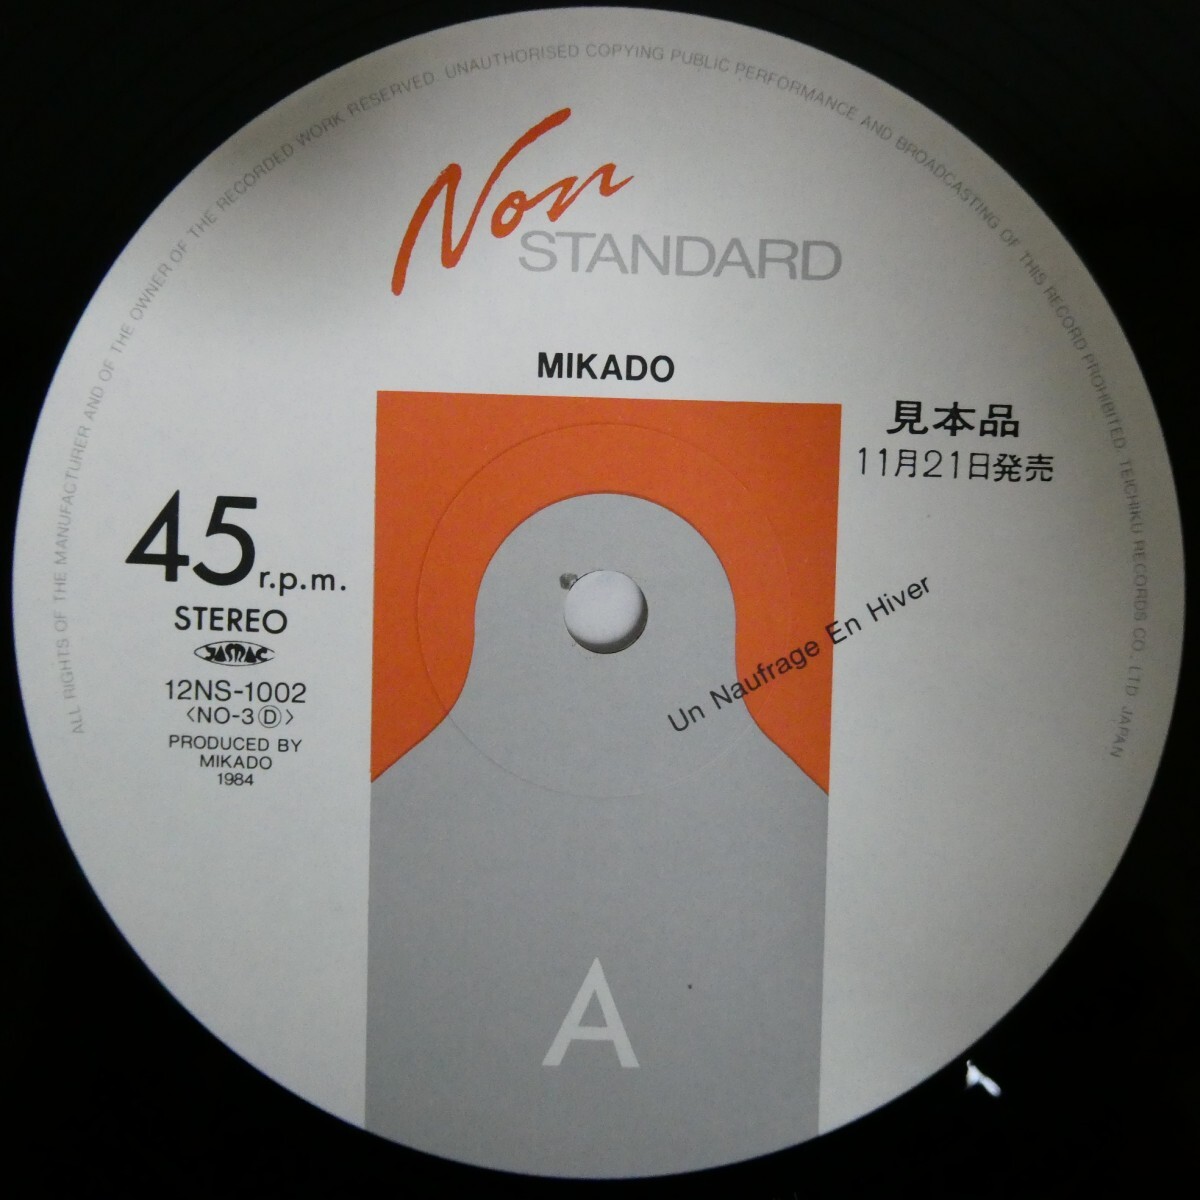 ALL RIGHTS OF THE MANUFACTURER AND OF THE OWNER OF THE RECORDED WORK RESERVED. UNAUTHORISED COPYING PUBLIC PERFORMANCE AND BROADCASTING OF THIS RECORD PROHIBITED. TEICHIKU RECORDS CO., LTD. JAPAN
Non
STANDARD
MIKADO
見本品
11月21日発売
45 r.p.m.
STEREO
JASRAC
12NS-1002
〈NO-3Ⓓ〉
PRODUCED BY
MIKADO
1984
Un Naufrage En Hiver
A